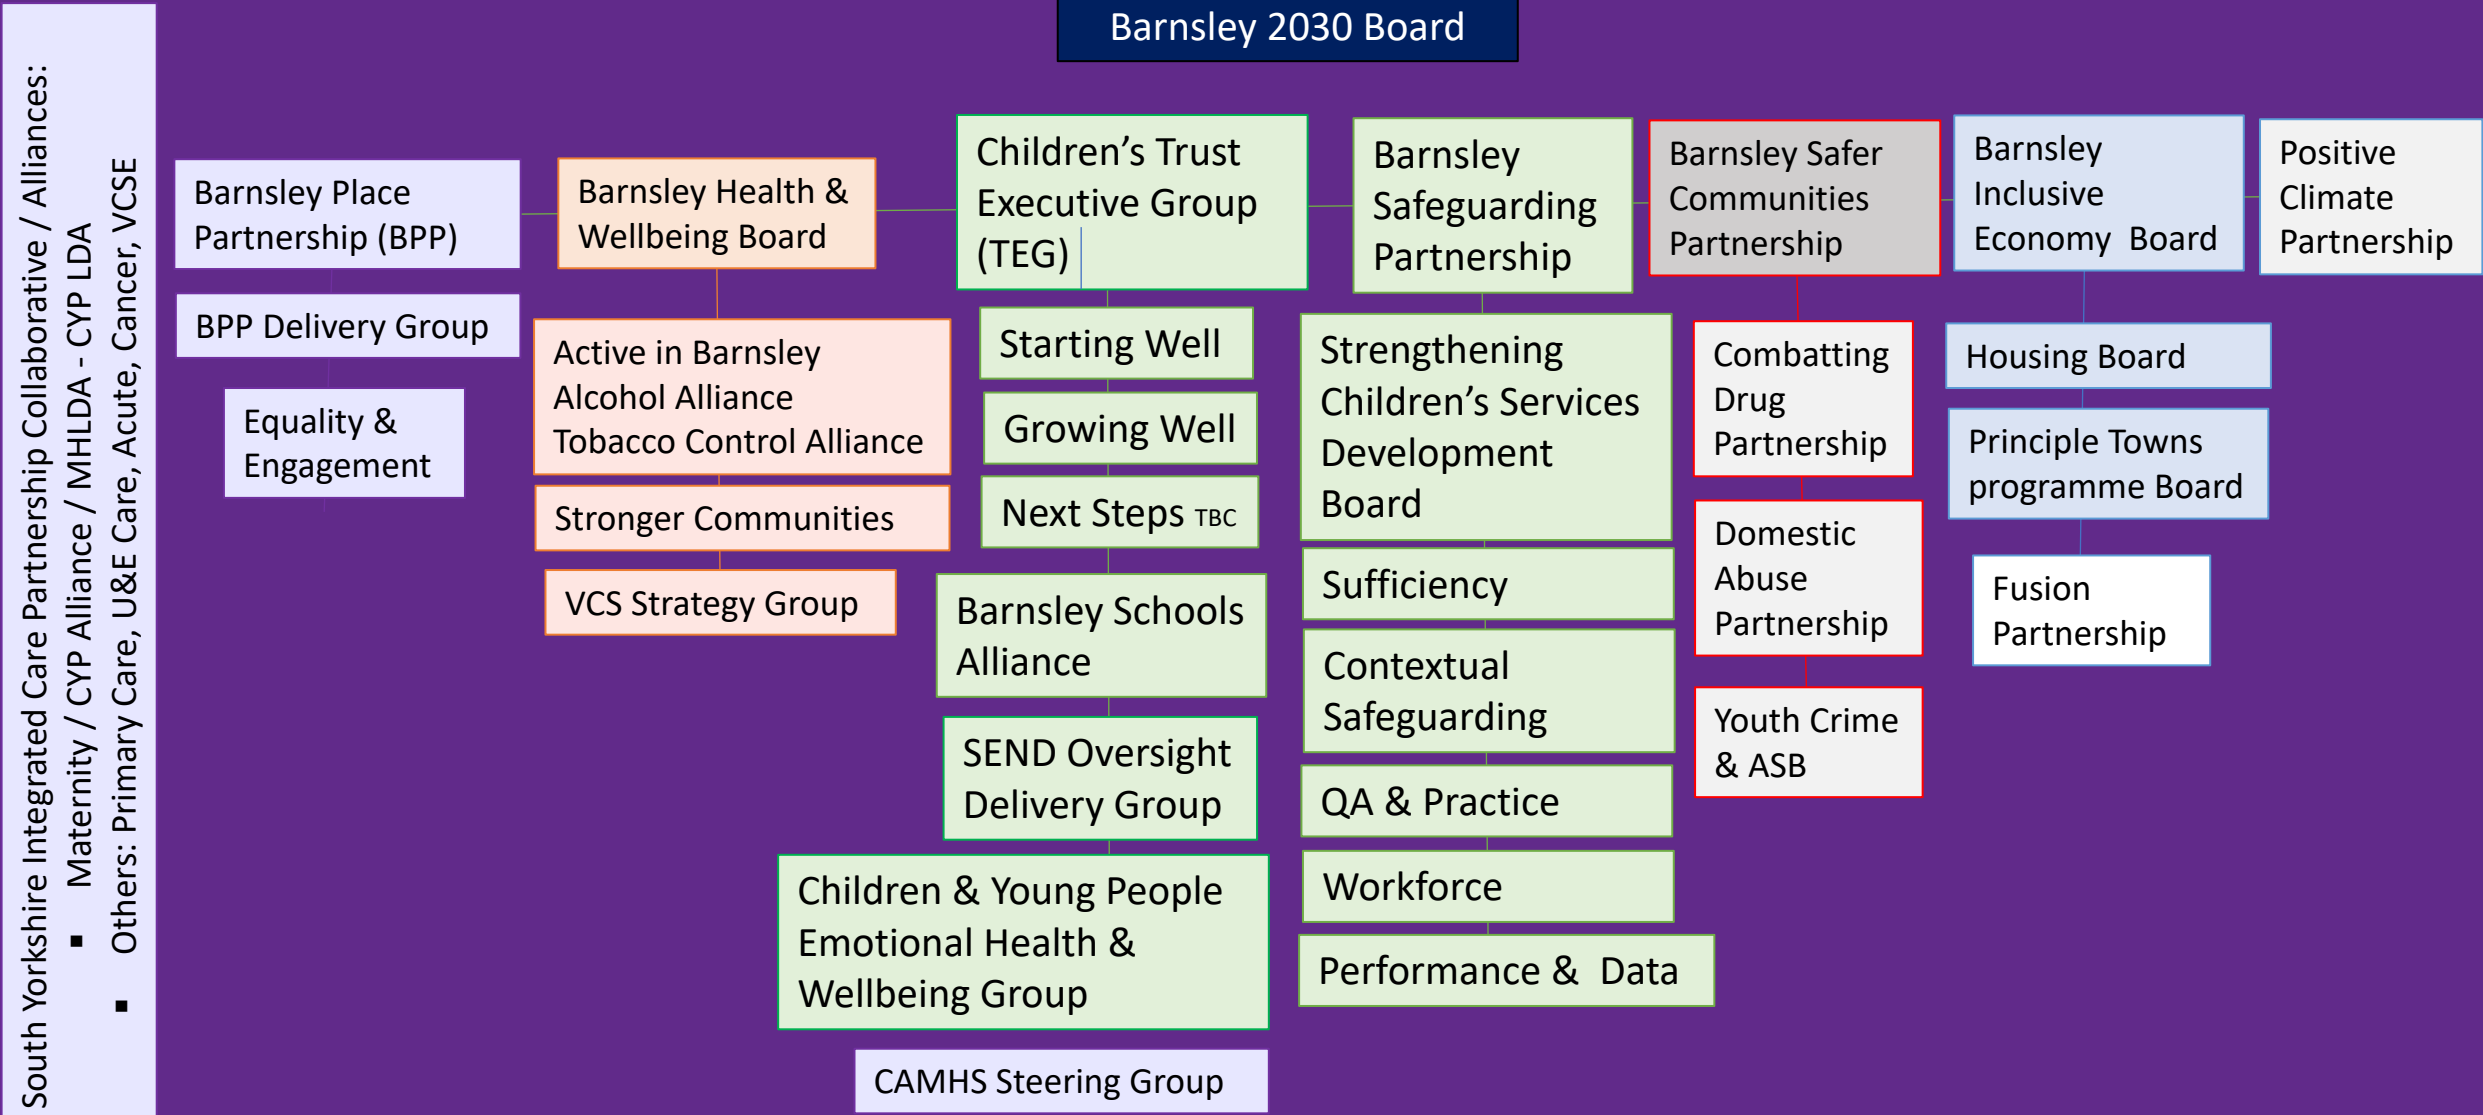 Barnsley 2030 Board
South Yorkshire Integrated Care Partnership Collaborative / Alliances:
▪ Maternity / CYP Alliance / MHLDA - CYP LDA
▪ Others: Primary Care, U&E Care, Acute, Cancer, VCSE
Barnsley Place
Partnership (BPP)
BPP Delivery Group
Equality &
Engagement
Barnsley Health &
Wellbeing Board
Active in Barnsley
Alcohol Alliance
Tobacco Control Alliance
Stronger Communities
VCS Strategy Group
Children’s Trust
Executive Group
(TEG)
Starting Well
Growing Well
Next Steps TBC
Barnsley Schools
Alliance
SEND Oversight
Delivery Group
Children & Young People
Emotional Health &
Wellbeing Group
CAMHS Steering Group
Barnsley
Safeguarding
Partnership
Strengthening
Children’s Services
Development
Board
Sufficiency
Contextual
Safeguarding
QA & Practice
Workforce
Performance & Data
Barnsley Safer
Communities
Partnership
Combatting
Drug
Partnership
Domestic
Abuse
Partnership
Youth Crime
& ASB
Barnsley
Inclusive
Economy Board
Housing Board
Principle Towns
programme Board
Fusion
Partnership
Positive
Climate
Partnership